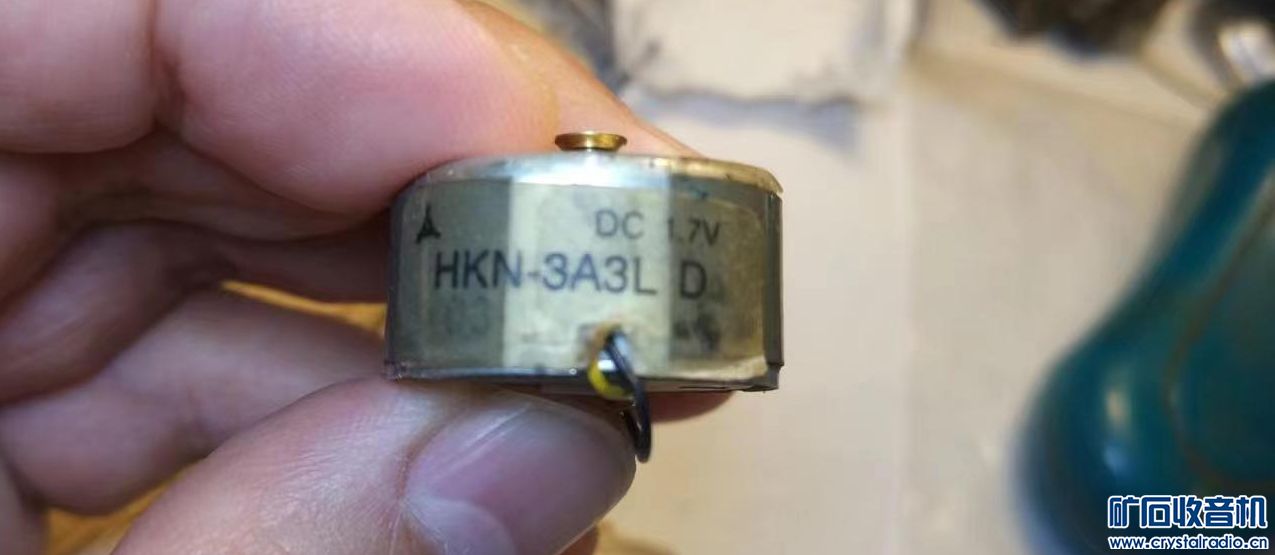 DC 1.7V
HKN-3A3L D
矿石收音机
www.crystalradio.cn